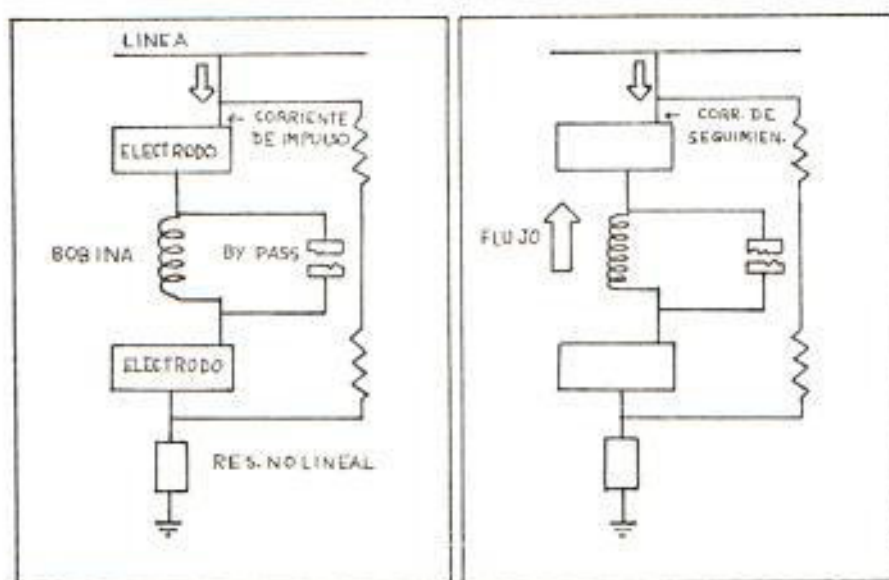 LINEA
← CORRIENTE
DE IMPULSO
ELECTRODO
BOBINA
BY PASS
ELECTRODO
RES. NO LINEAL
← CORR. DE
SEGUIMIEN.
FLUJO